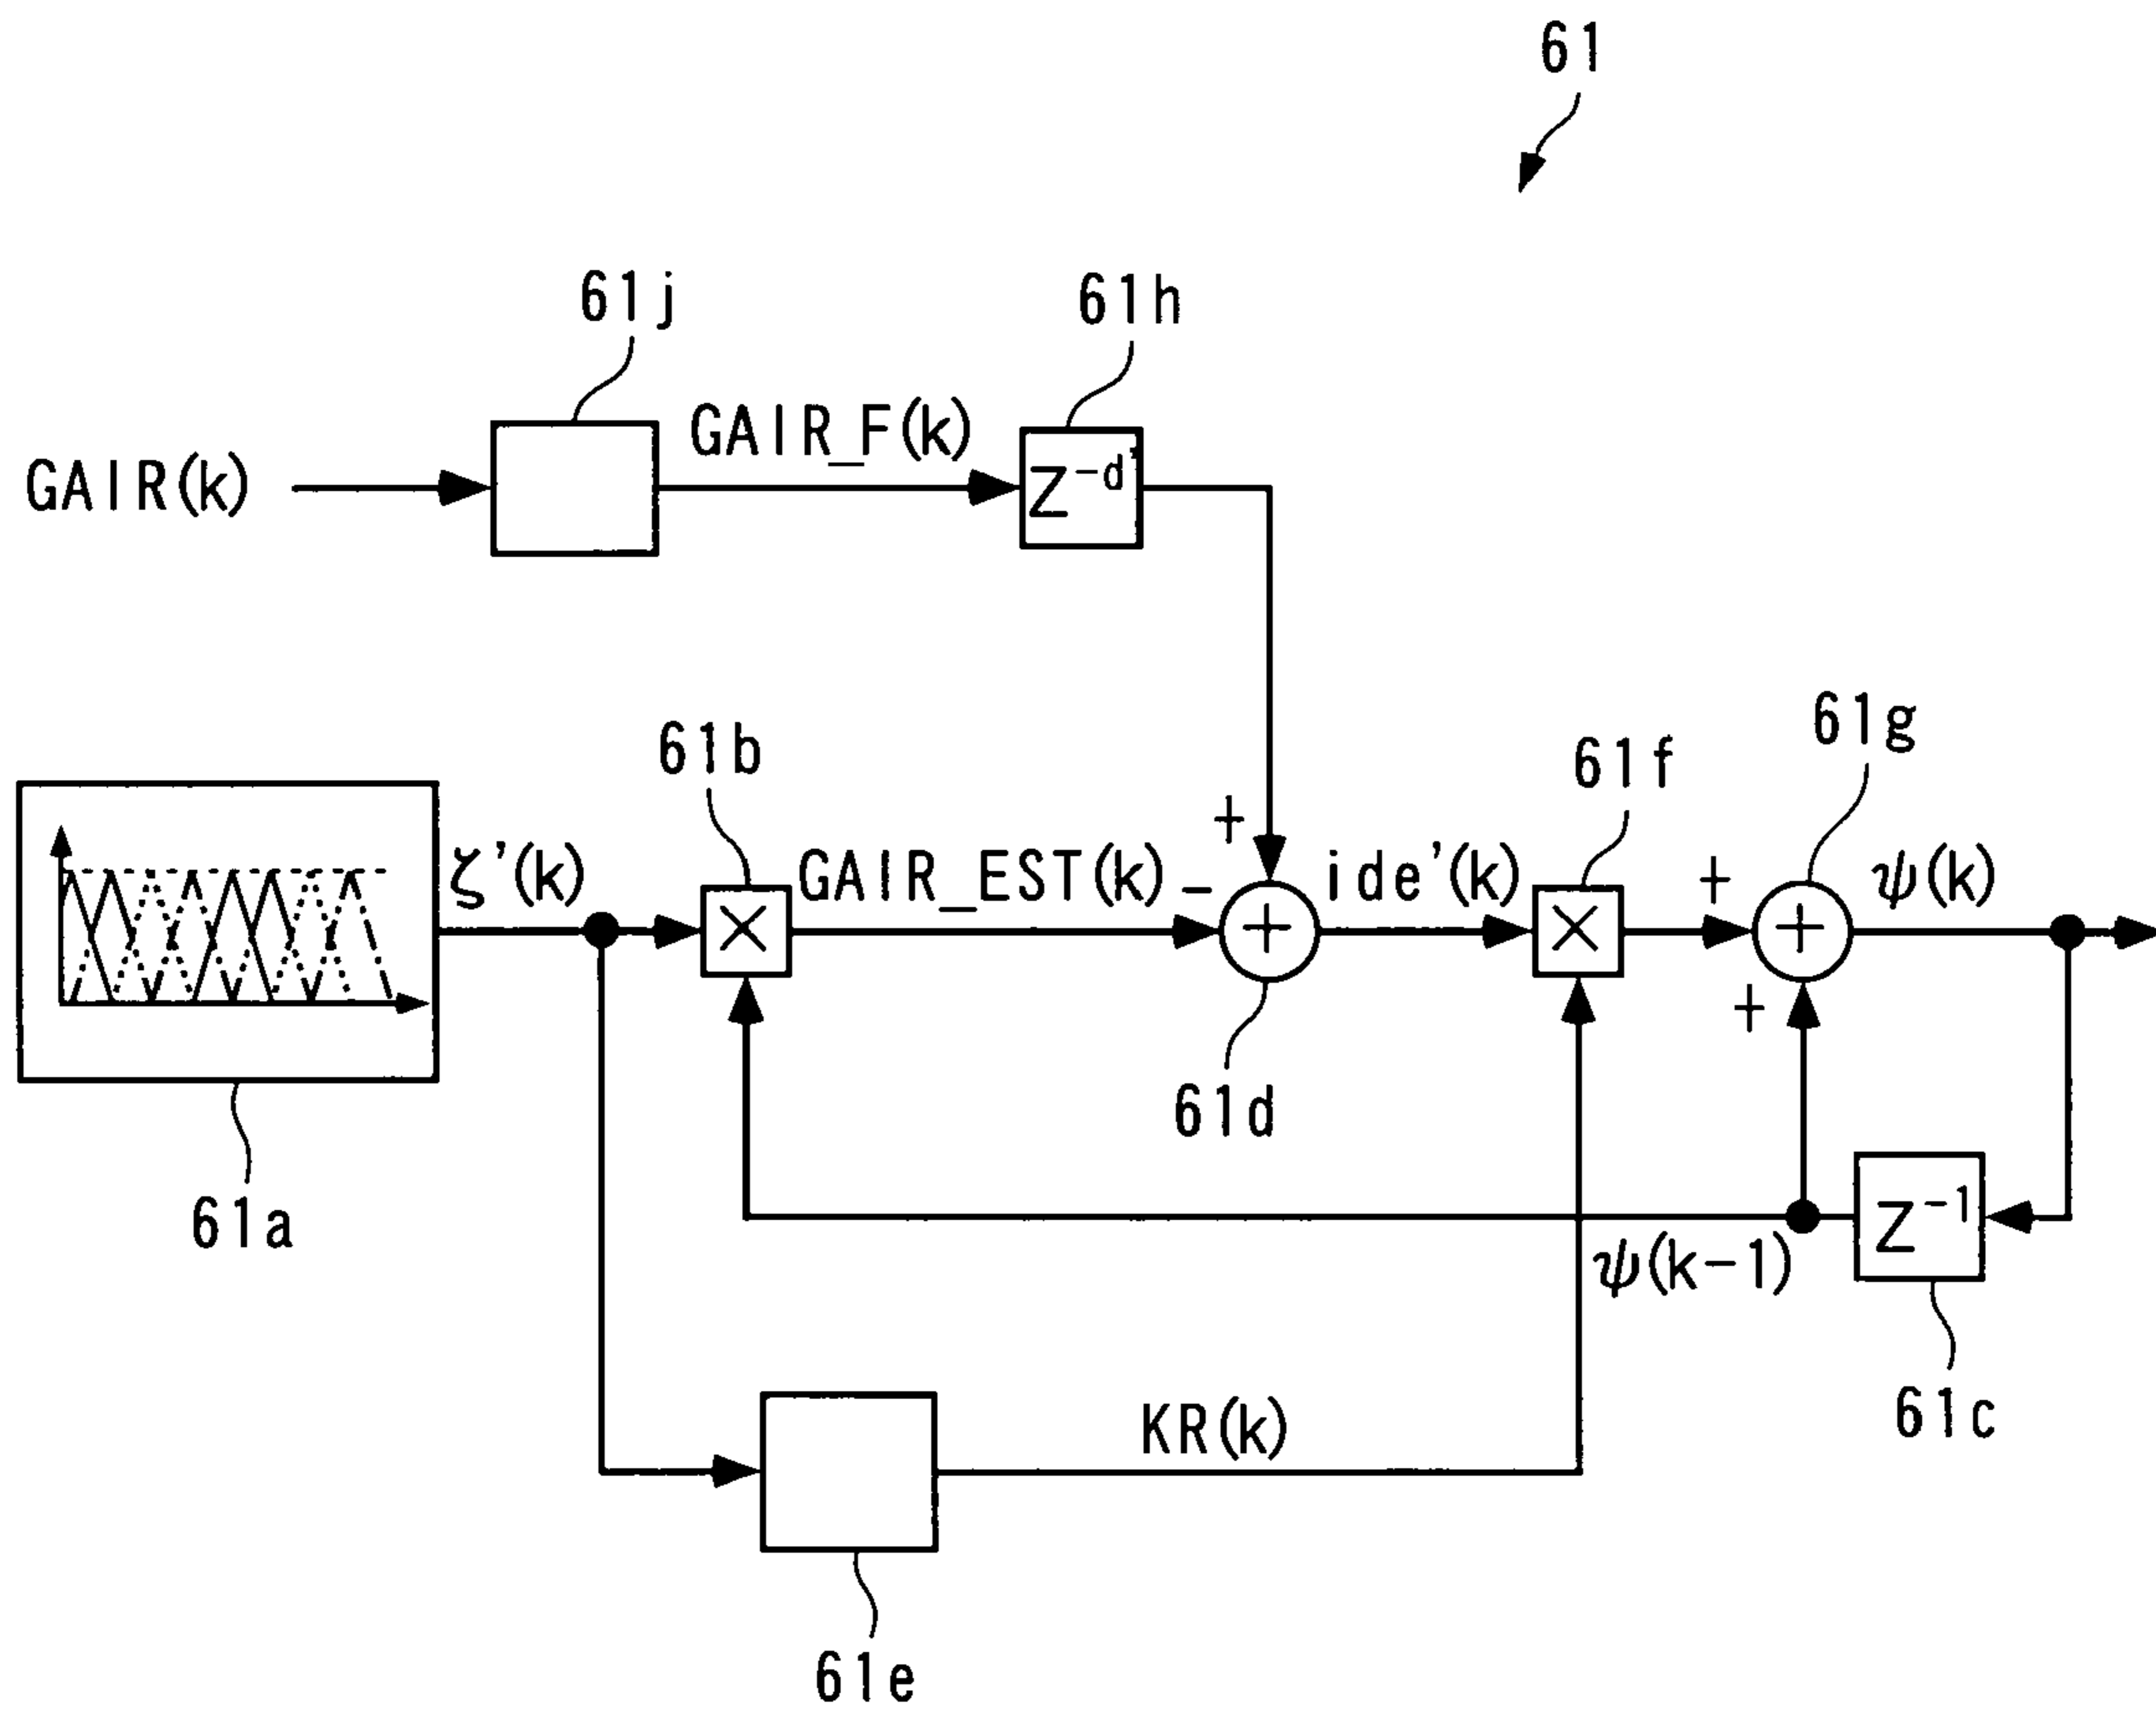 61
61j
61h
GAIR(k)
GAIR_F(k)
Z⁻ᵈ'
61b
61f
61g
ζ'(k)
×
GAIR_EST(k)
−
+
+
ide'(k)
×
+
+
+
ψ(k)
61d
61a
ψ(k−1)
Z⁻¹
61c
KR(k)
61e